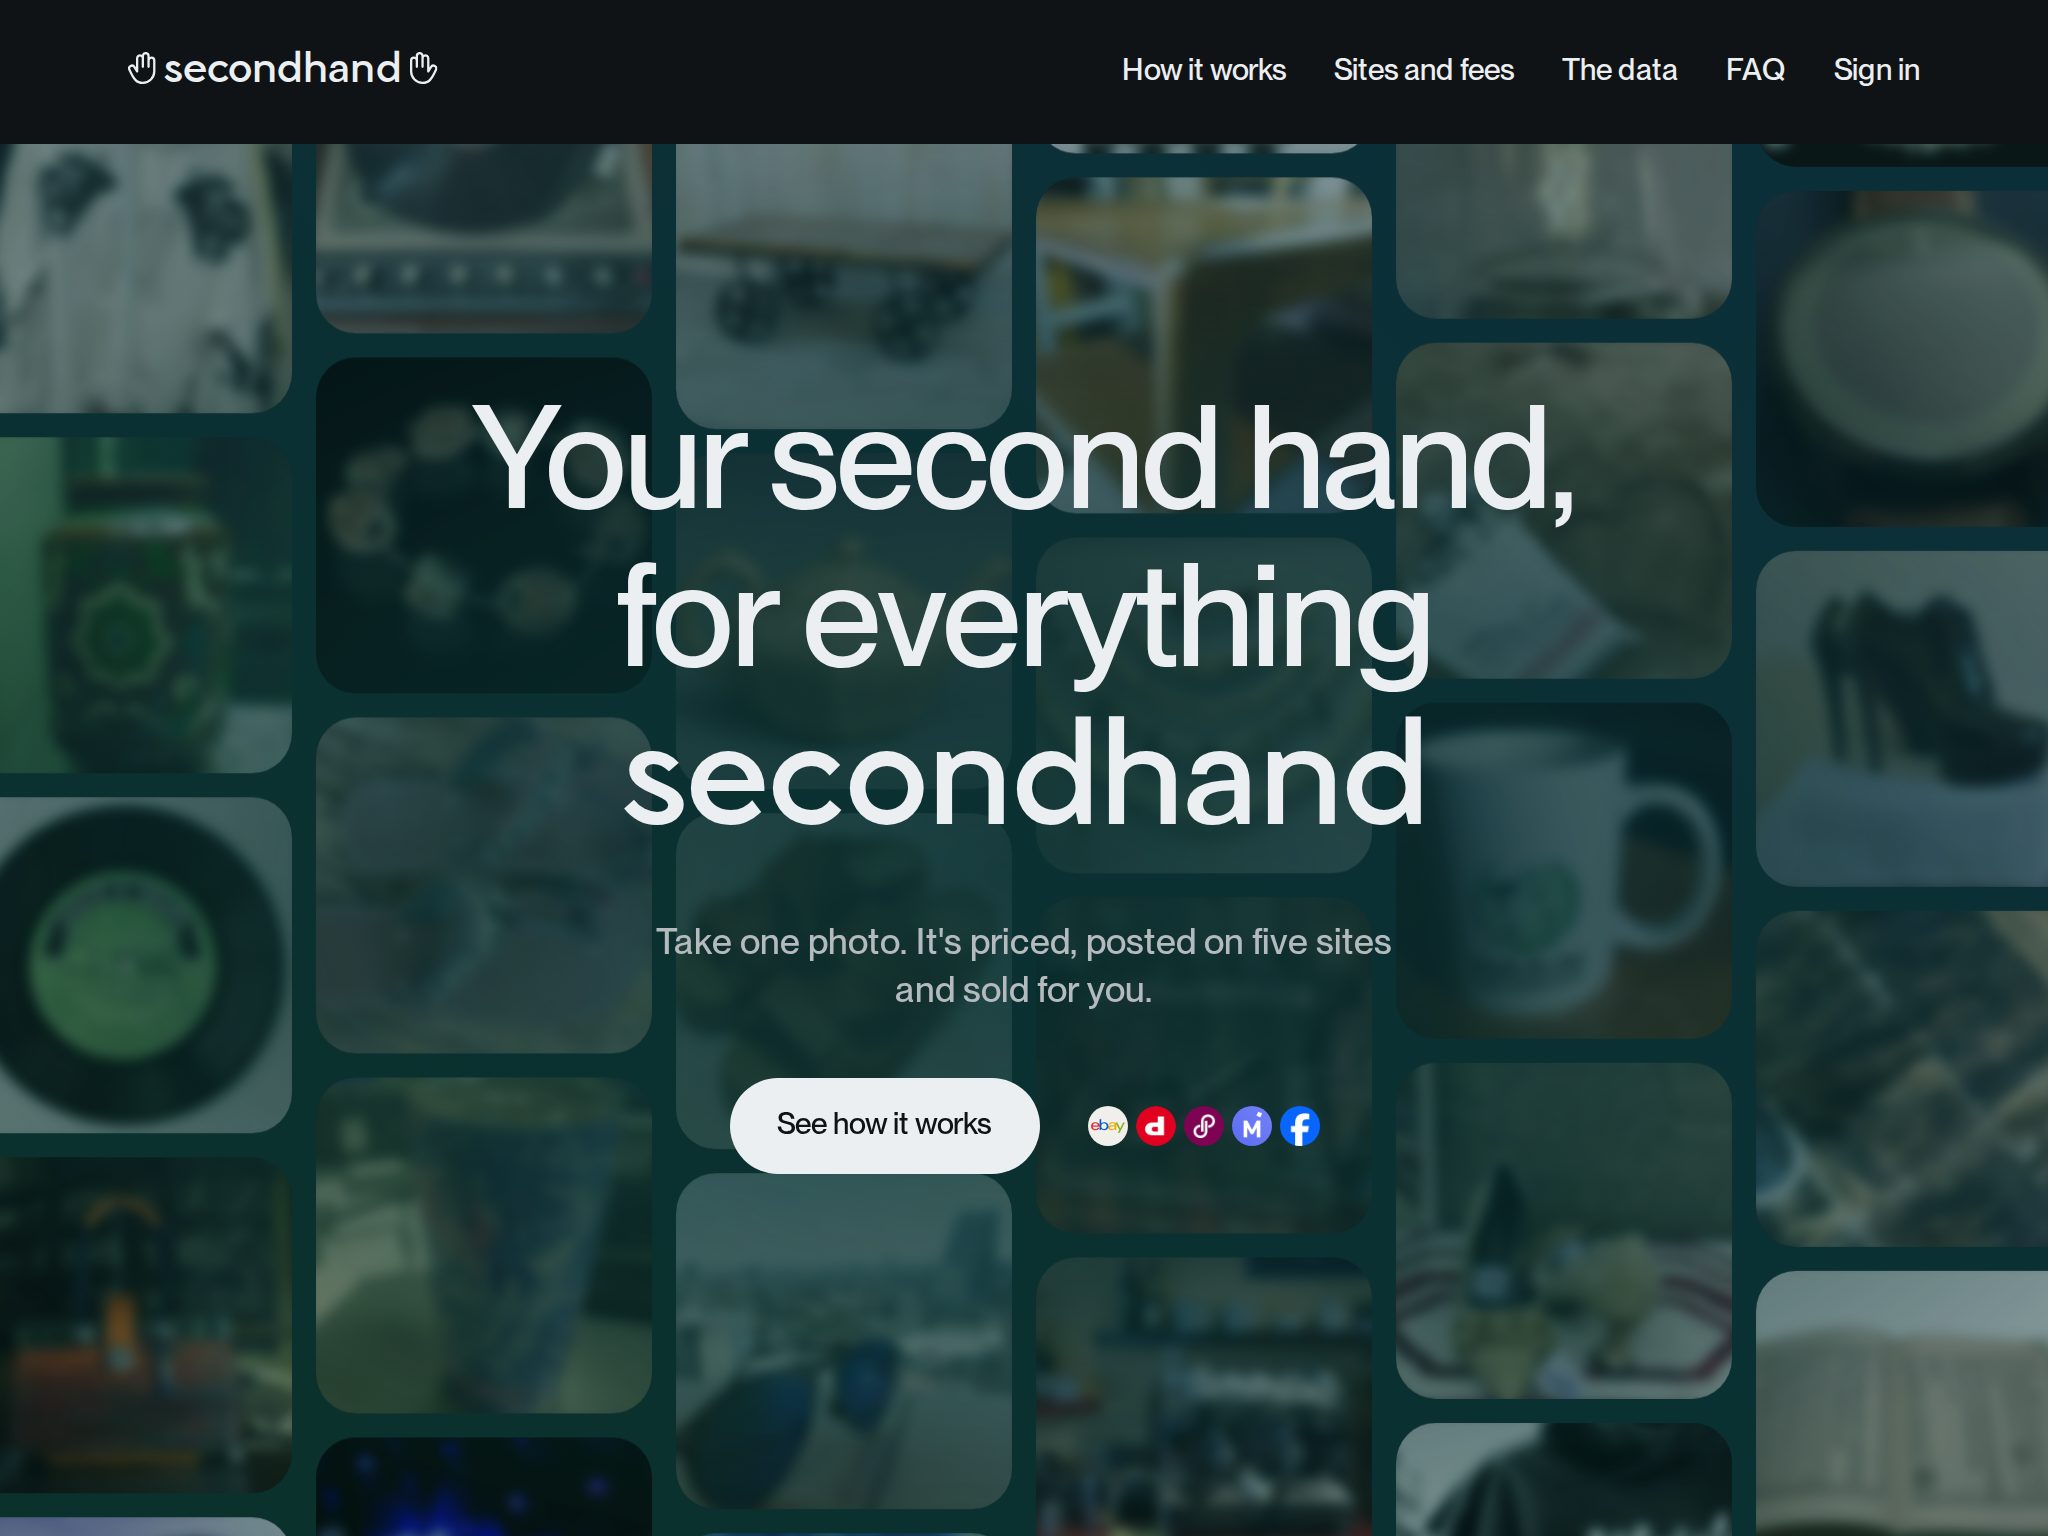 secondhand
How it works
Sites and fees
The data
FAQ
Sign in
Your second hand,
for everything
secondhand
Take one photo. It's priced, posted on five sites
and sold for you.
See how it works
ebay